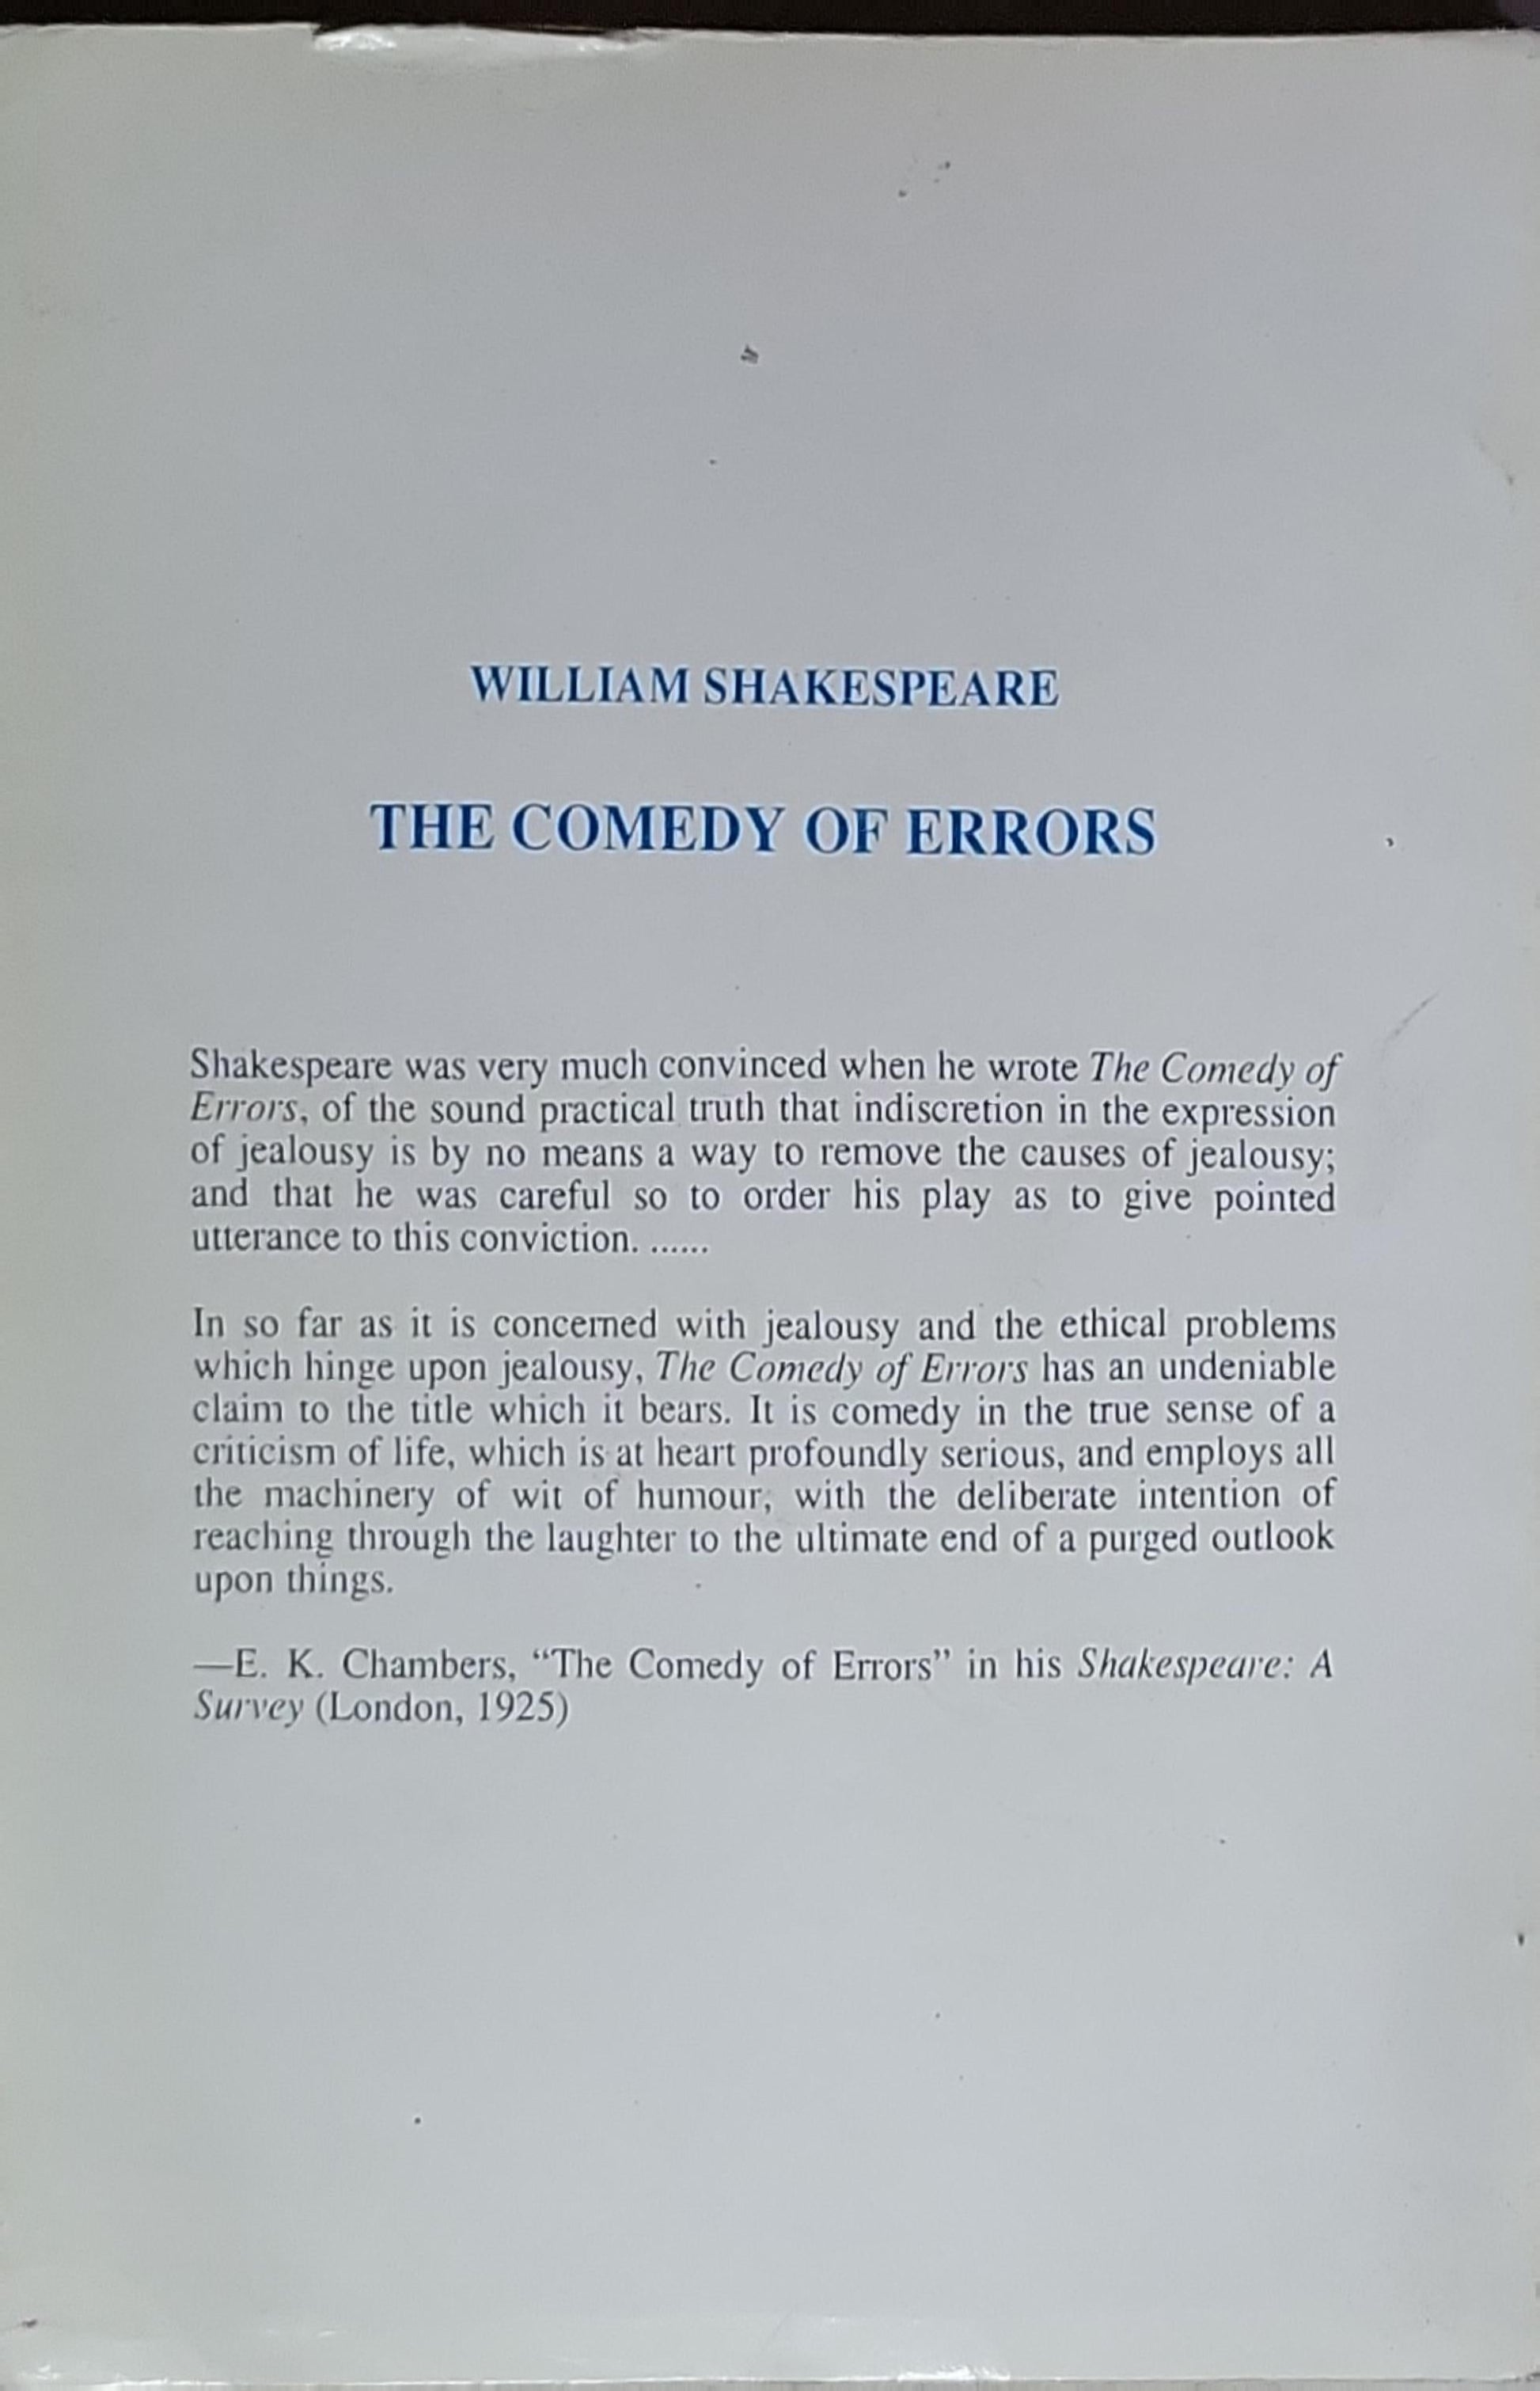 WILLIAM SHAKESPEARE
THE COMEDY OF ERRORS
Shakespeare was very much convinced when he wrote The Comedy of
Errors, of the sound practical truth that indiscretion in the expression
of jealousy is by no means a way to remove the causes of jealousy;
and that he was careful so to order his play as to give pointed
utterance to this conviction. ......
In so far as it is concerned with jealousy and the ethical problems
which hinge upon jealousy, The Comedy of Errors has an undeniable
claim to the title which it bears. It is comedy in the true sense of a
criticism of life, which is at heart profoundly serious, and employs all
the machinery of wit of humour, with the deliberate intention of
reaching through the laughter to the ultimate end of a purged outlook
upon things.
—E. K. Chambers, “The Comedy of Errors” in his Shakespeare: A
Survey (London, 1925)